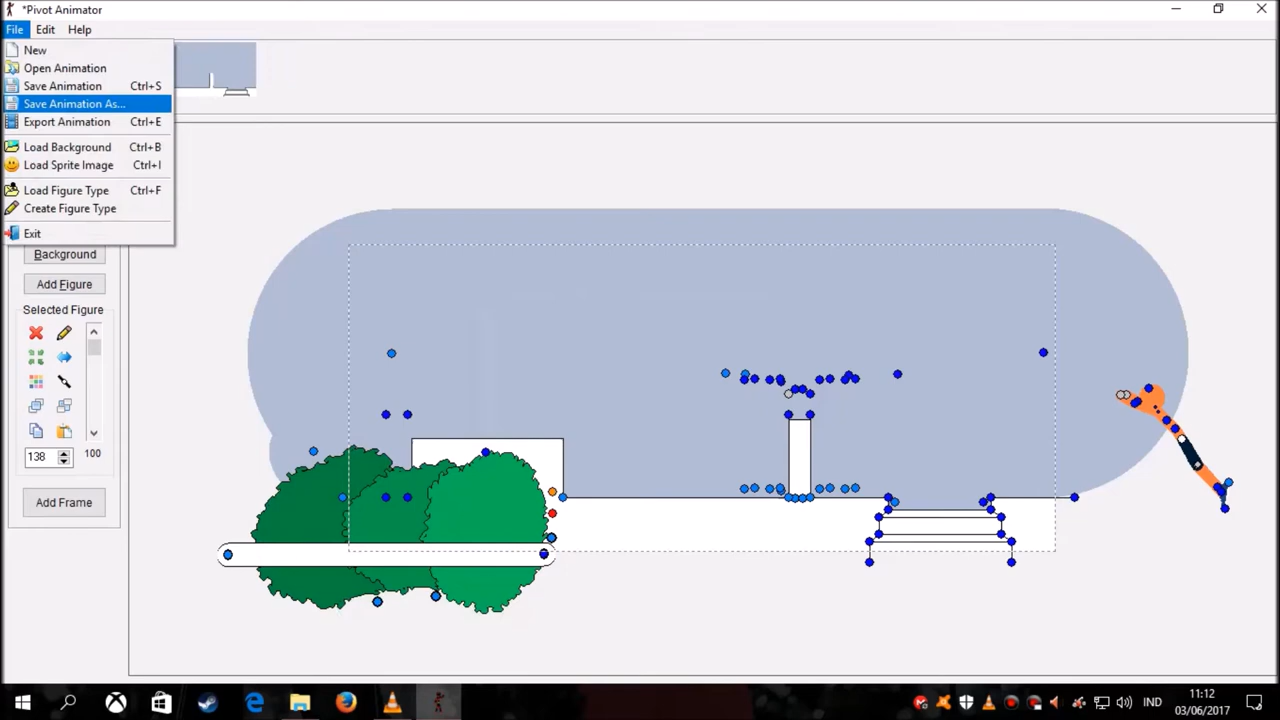 *Pivot Animator
File Edit Help
New
Open Animation
Save Animation Ctrl+S
Save Animation As...
Export Animation Ctrl+E
Load Background Ctrl+B
Load Sprite Image Ctrl+I
Load Figure Type Ctrl+F
Create Figure Type
Exit
Background
Add Figure
Selected Figure
138 100
Add Frame
IND
11:12
03/06/2017